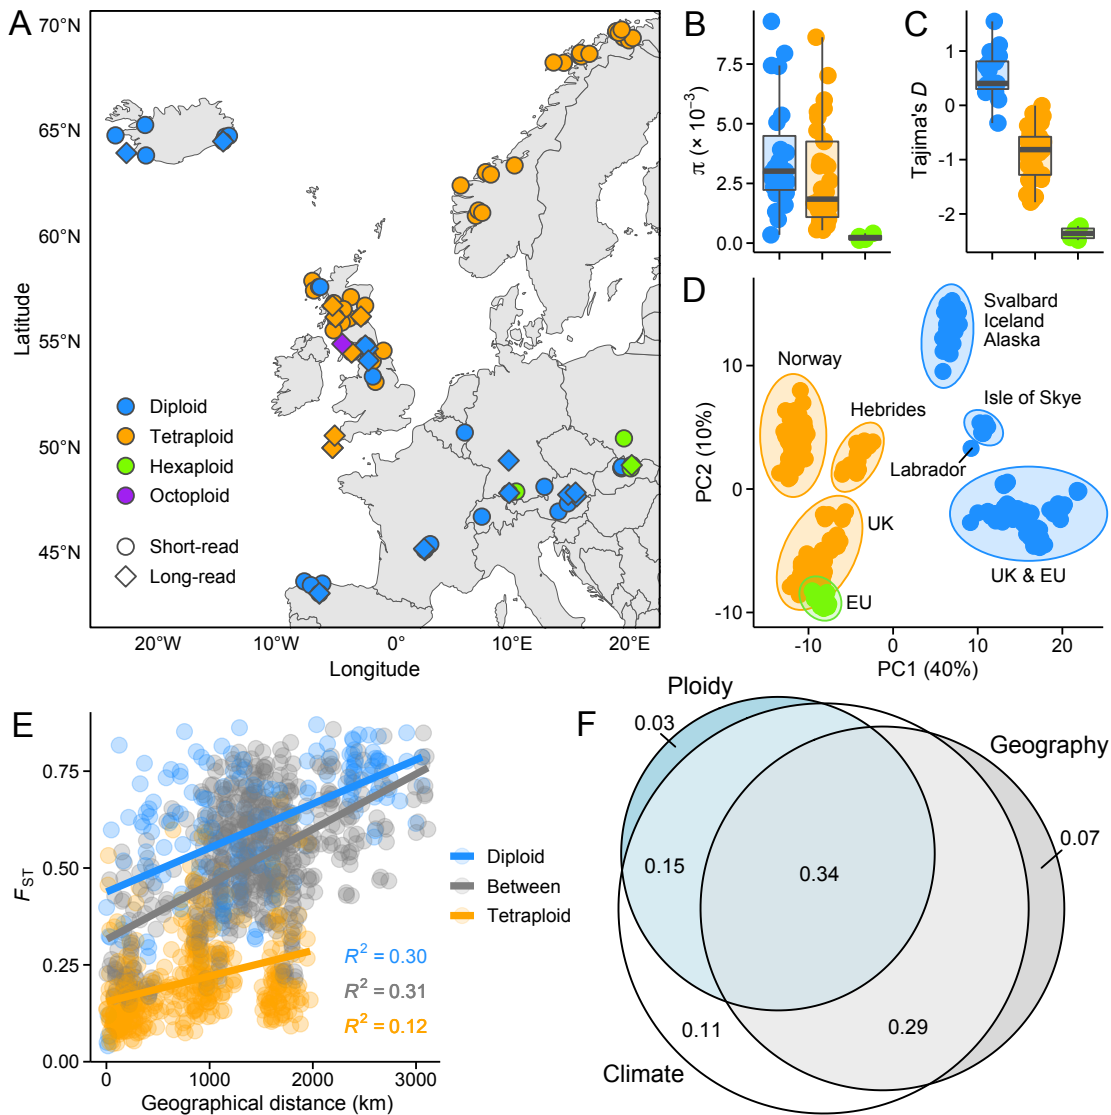 A
70°N
65°N
60°N
55°N
50°N
45°N
Latitude
Diploid
Tetraploid
Hexaploid
Octoploid
Short-read
Long-read
20°W
10°W
0°
10°E
20°E
Longitude
B
7.5
5.0
2.5
0.0
π (× 10⁻³)
C
1
0
-1
-2
Tajima's D
D
Svalbard
Iceland
Alaska
Norway
Hebrides
Isle of Skye
Labrador
UK
EU
UK & EU
10
0
-10
PC2 (10%)
-10
0
10
20
PC1 (40%)
E
0.75
0.50
0.25
0.00
FST
R² = 0.30
R² = 0.31
R² = 0.12
0
1000
2000
3000
Geographical distance (km)
Diploid
Between
Tetraploid
F
Ploidy
0.03
Geography
0.07
0.15
0.34
0.11
0.29
Climate